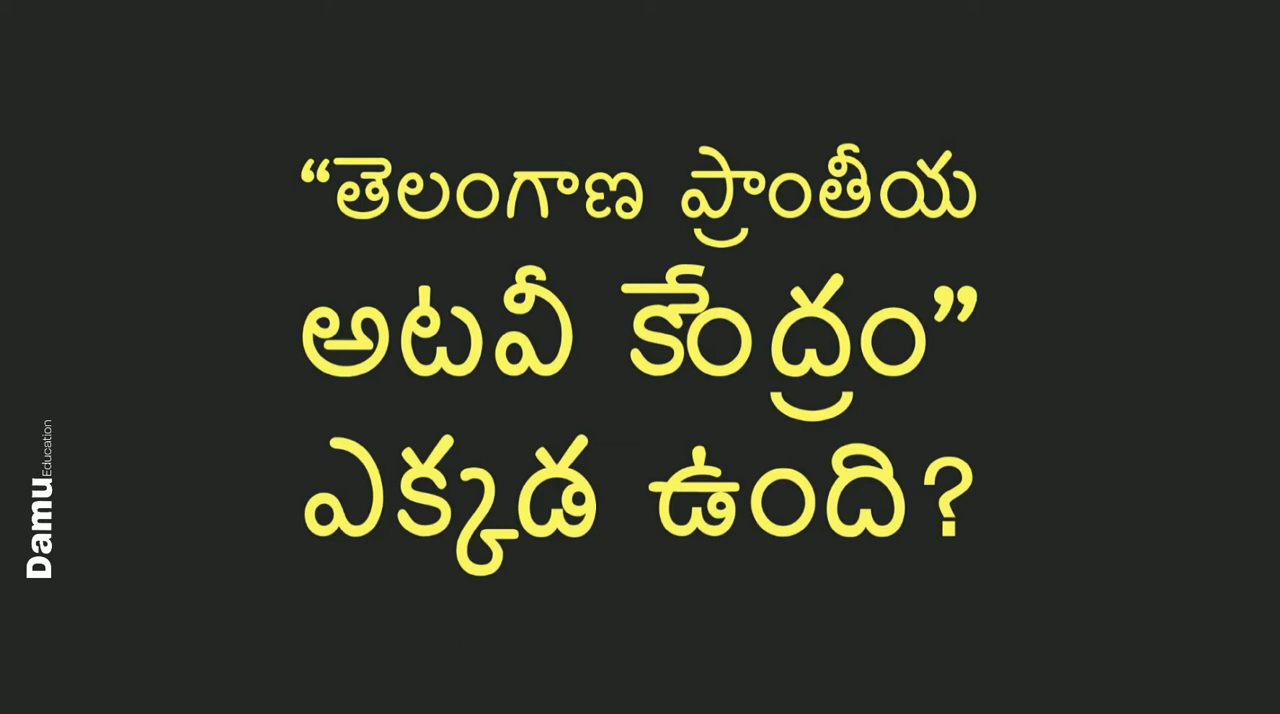 “తెలంగాణ ప్రాంతీయ
అటవీ కేంద్రం”
ఎక్కడ ఉంది?
Damu Education